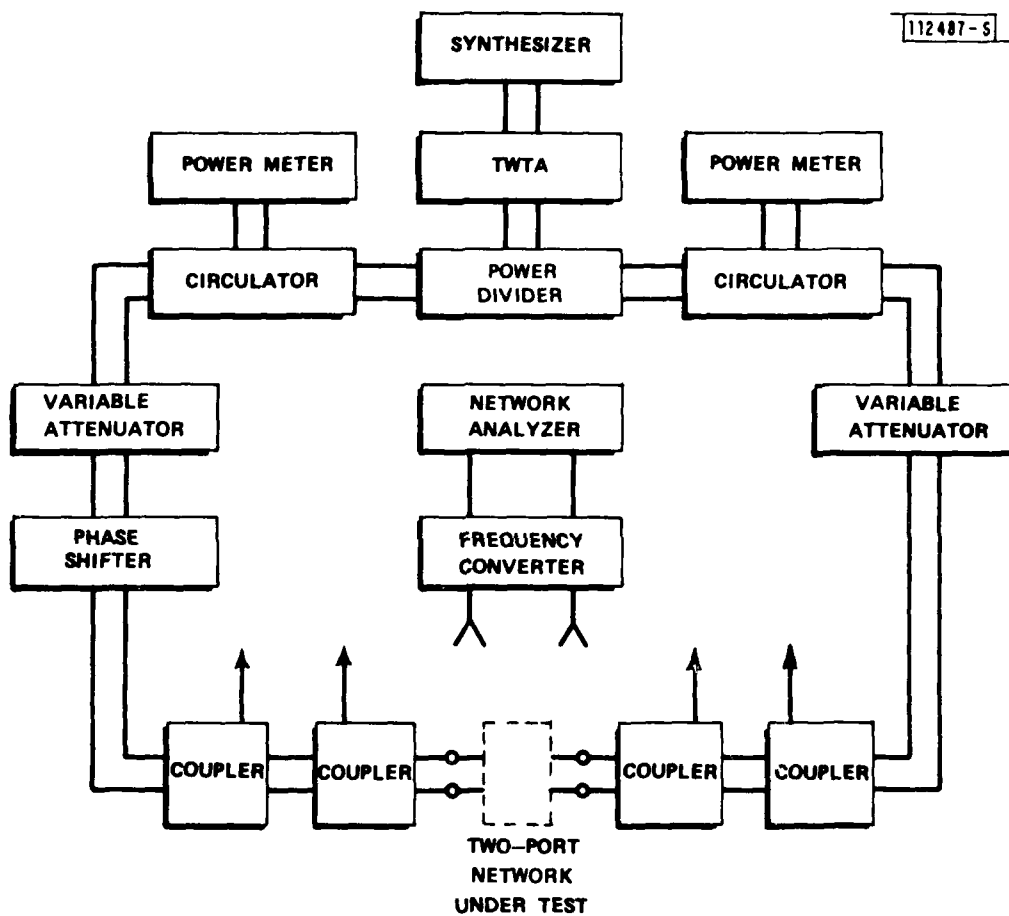 112487-S
SYNTHESIZER
POWER METER
TWTA
POWER METER
CIRCULATOR
POWER
DIVIDER
CIRCULATOR
VARIABLE
ATTENUATOR
NETWORK
ANALYZER
VARIABLE
ATTENUATOR
PHASE
SHIFTER
FREQUENCY
CONVERTER
COUPLER
COUPLER
COUPLER
COUPLER
TWO-PORT
NETWORK
UNDER TEST